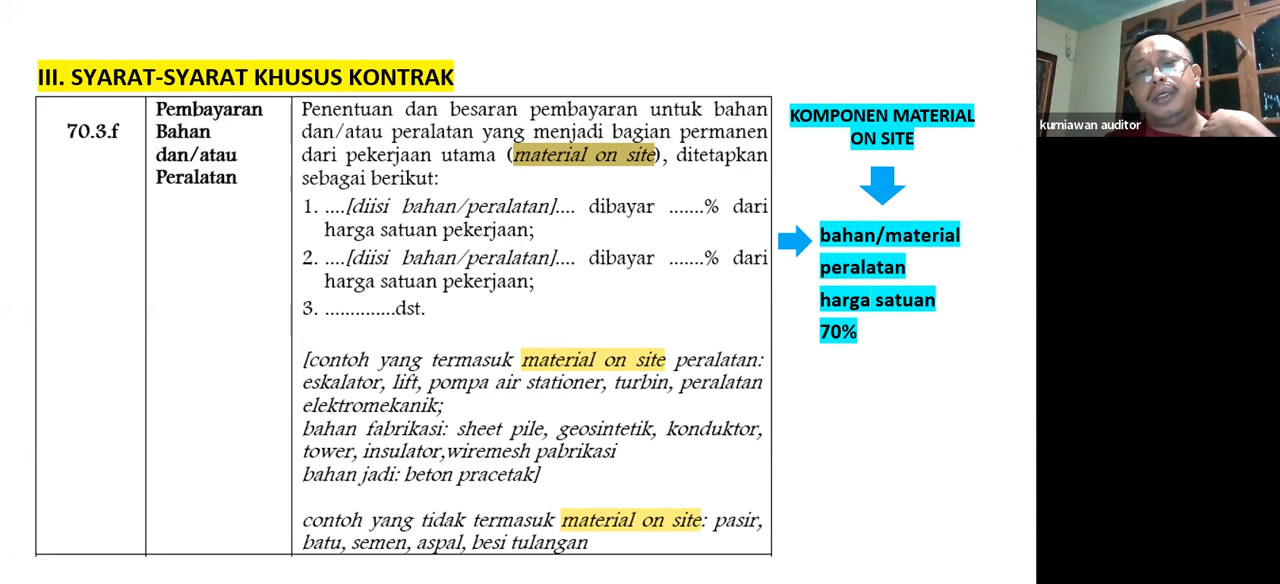 III. SYARAT-SYARAT KHUSUS KONTRAK
70.3.f
Pembayaran
Bahan
dan/atau
Peralatan
Penentuan dan besaran pembayaran untuk bahan
dan/atau peralatan yang menjadi bagian permanen
dari pekerjaan utama (material on site), ditetapkan
sebagai berikut:
1. ....[diisi bahan/peralatan].... dibayar .......% dari
harga satuan pekerjaan;
2. ....[diisi bahan/peralatan].... dibayar .......% dari
harga satuan pekerjaan;
3. ..............dst.
[contoh yang termasuk material on site peralatan:
eskalator, lift, pompa air stationer, turbin, peralatan
elektromekanik;
bahan fabrikasi: sheet pile, geosintetik, konduktor,
tower, insulator,wiremesh pabrikasi
bahan jadi: beton pracetak]
contoh yang tidak termasuk material on site: pasir,
batu, semen, aspal, besi tulangan
KOMPONEN MATERIAL
ON SITE
bahan/material
peralatan
harga satuan
70%
kurniawan auditor